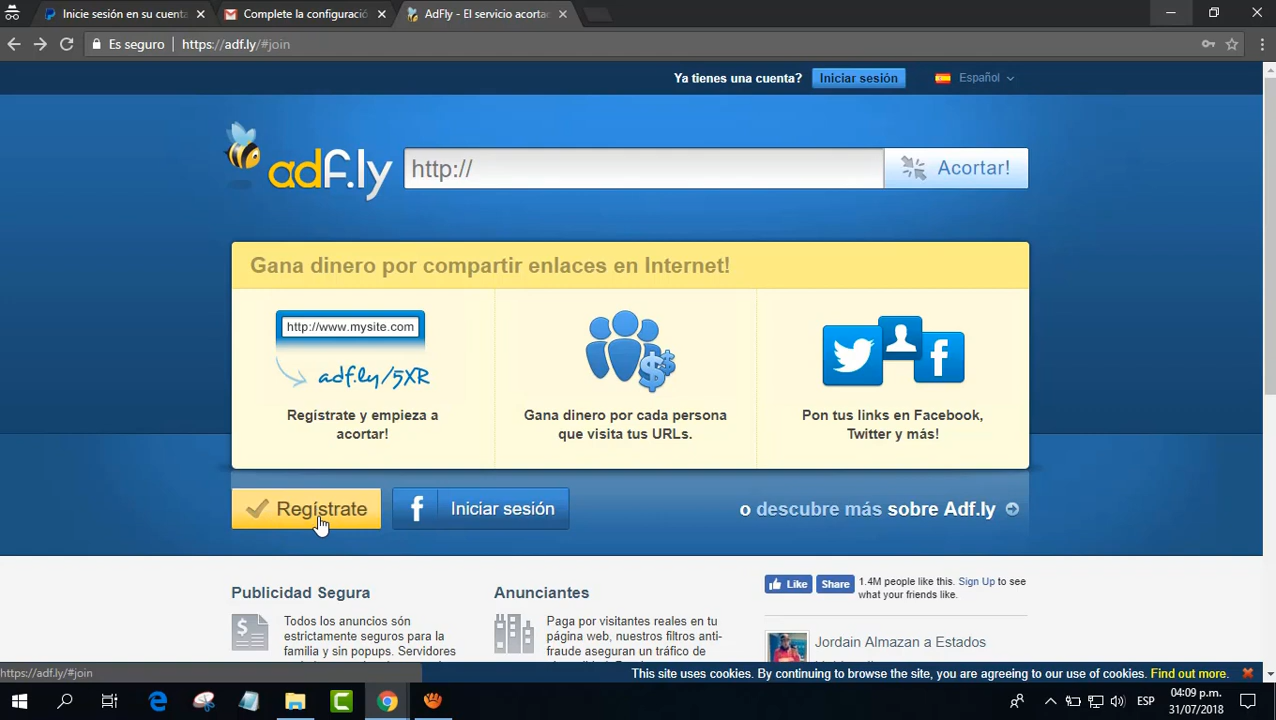 Inicie sesión en su cuenta
Complete la configuració
AdFly - El servicio acorta
Es seguro
https://adf.ly/#join
Ya tienes una cuenta?
Iniciar sesión
Español
adf.ly
http://
Acortar!
Gana dinero por compartir enlaces en Internet!
http://www.mysite.com
adf.ly/5XR
Regístrate y empieza a
acortar!
Gana dinero por cada persona
que visita tus URLs.
Pon tus links en Facebook,
Twitter y más!
Regístrate
Iniciar sesión
o descubre más sobre Adf.ly
Publicidad Segura
Todos los anuncios son
estrictamente seguros para la
familia y sin popups. Servidores
Anunciantes
Paga por visitantes reales en tu
página web, nuestros filtros anti-
fraude aseguran un tráfico de
Like
Share
1.4M people like this. Sign Up to see
what your friends like.
Jordain Almazan a Estados
https://adf.ly/#join
This site uses cookies. By continuing to browse the site, you are agreeing to our use of cookies. Find out more.
ESP
04:09 p.m.
31/07/2018